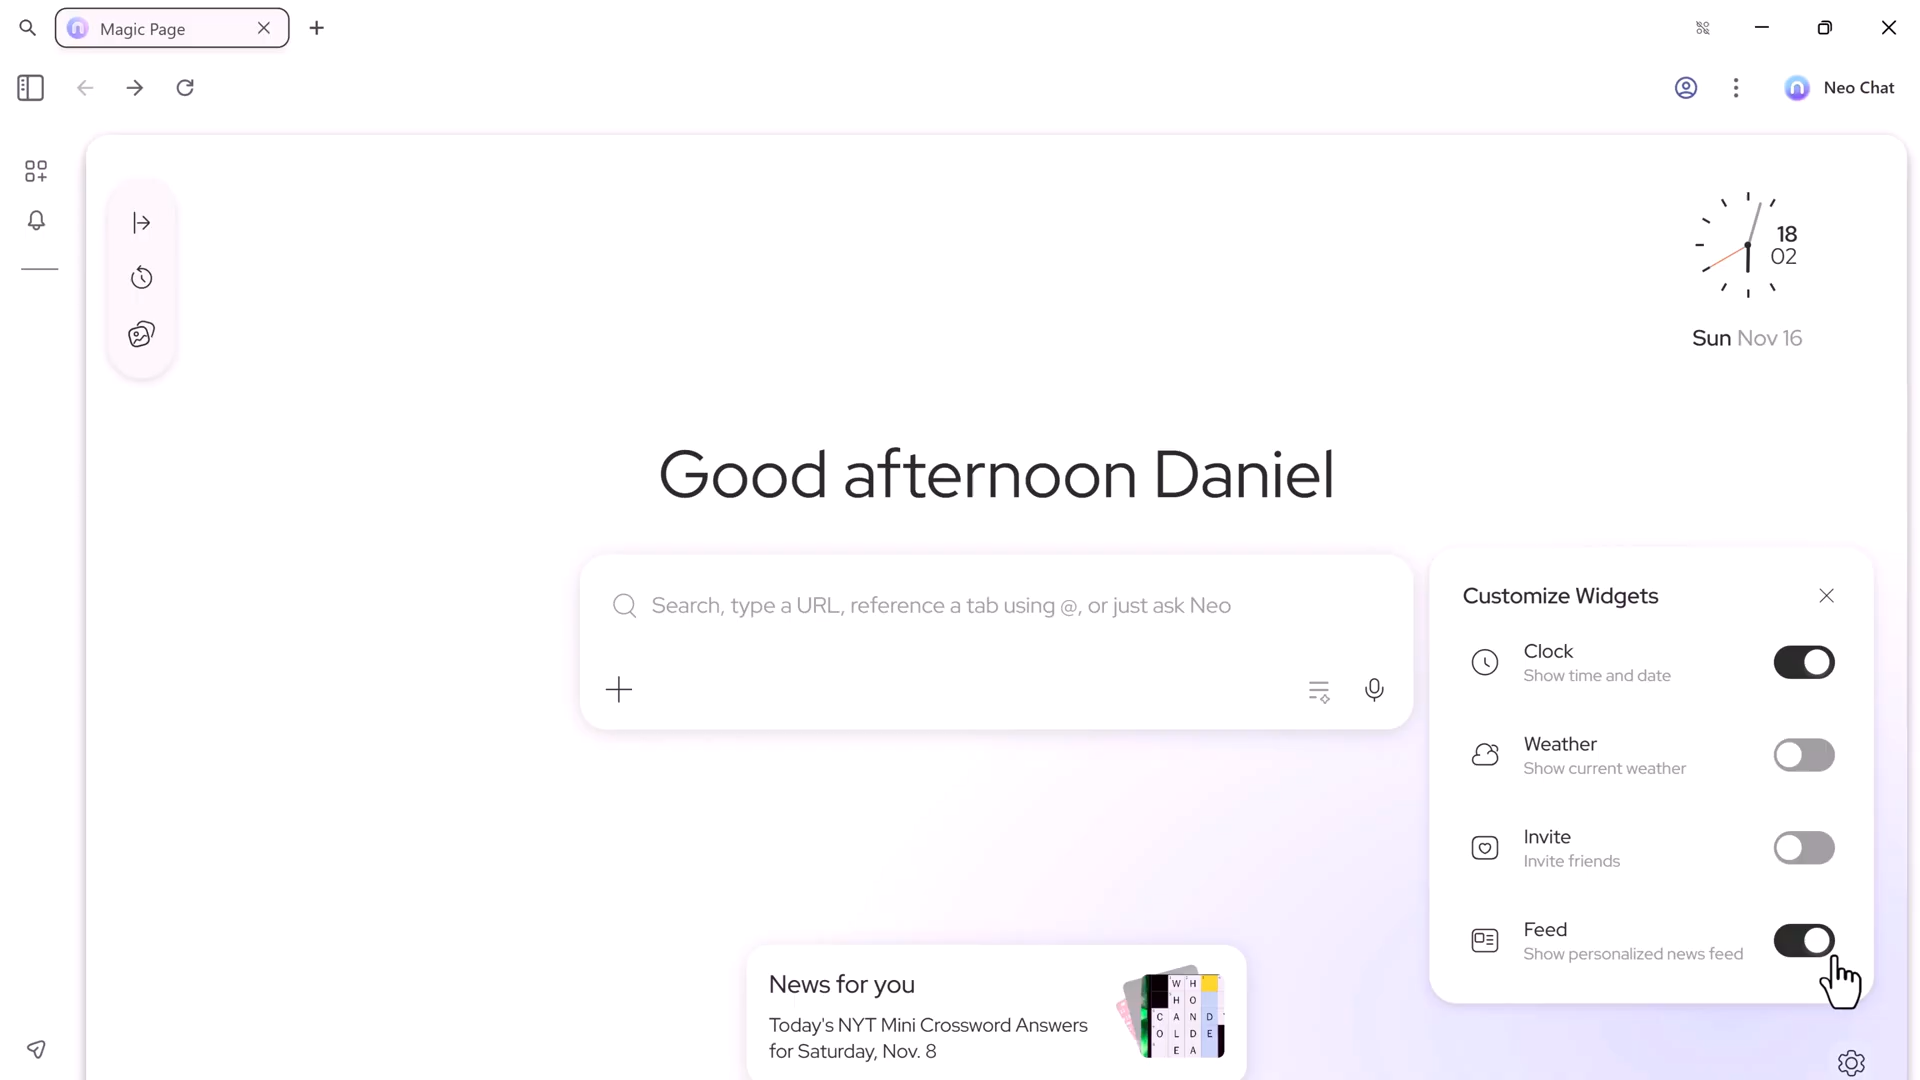 Magic Page
Neo Chat
18
02
Sun Nov 16
Good afternoon Daniel
Search, type a URL, reference a tab using @, or just ask Neo
Customize Widgets
Clock
Show time and date
Weather
Show current weather
Invite
Invite friends
Feed
Show personalized news feed
News for you
Today's NYT Mini Crossword Answers
for Saturday, Nov. 8
W H
H O
C A N D
O L D E
E A